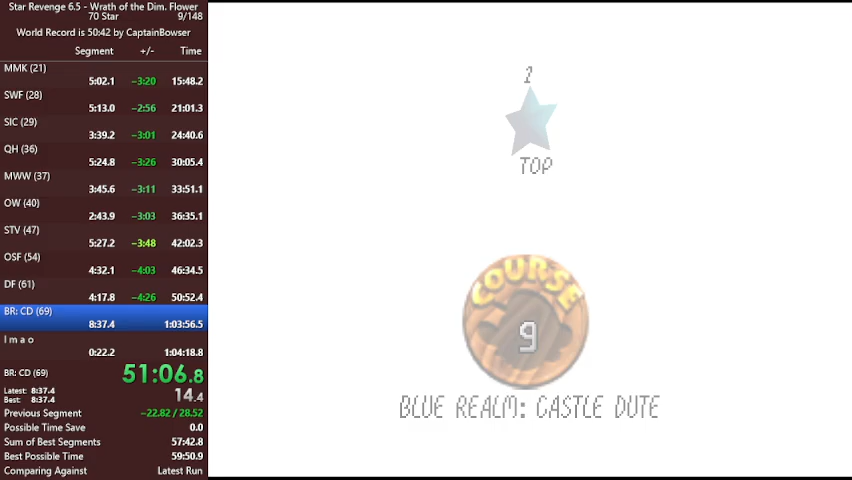 Star Revenge 6.5 - Wrath of the Dim. Flower
70 Star 9/148
World Record is 50:42 by CaptainBowser
Segment +/- Time
MMK (21)
5:02.1 −3:20 15:48.2
SWF (28)
5:13.0 −2:56 21:01.3
SIC (29)
3:39.2 −3:01 24:40.6
QH (36)
5:24.8 −3:26 30:05.4
MWW (37)
3:45.6 −3:11 33:51.1
OW (40)
2:43.9 −3:03 36:35.1
STV (47)
5:27.2 −3:48 42:02.3
OSF (54)
4:32.1 −4:03 46:34.5
DF (61)
4:17.8 −4:26 50:52.4
BR: CD (69)
8:37.4 1:03:56.5
l m a o
0:22.2 1:04:18.8
BR: CD (69) 51:06.8
Latest: 8:37.4
Best: 8:37.4 14.4
Previous Segment −22.82 / 28.52
Possible Time Save 0.0
Sum of Best Segments 57:42.8
Best Possible Time 59:50.9
Comparing Against Latest Run
1
TOP
COURSE
9
BLUE REALM: CASTLE DUTE